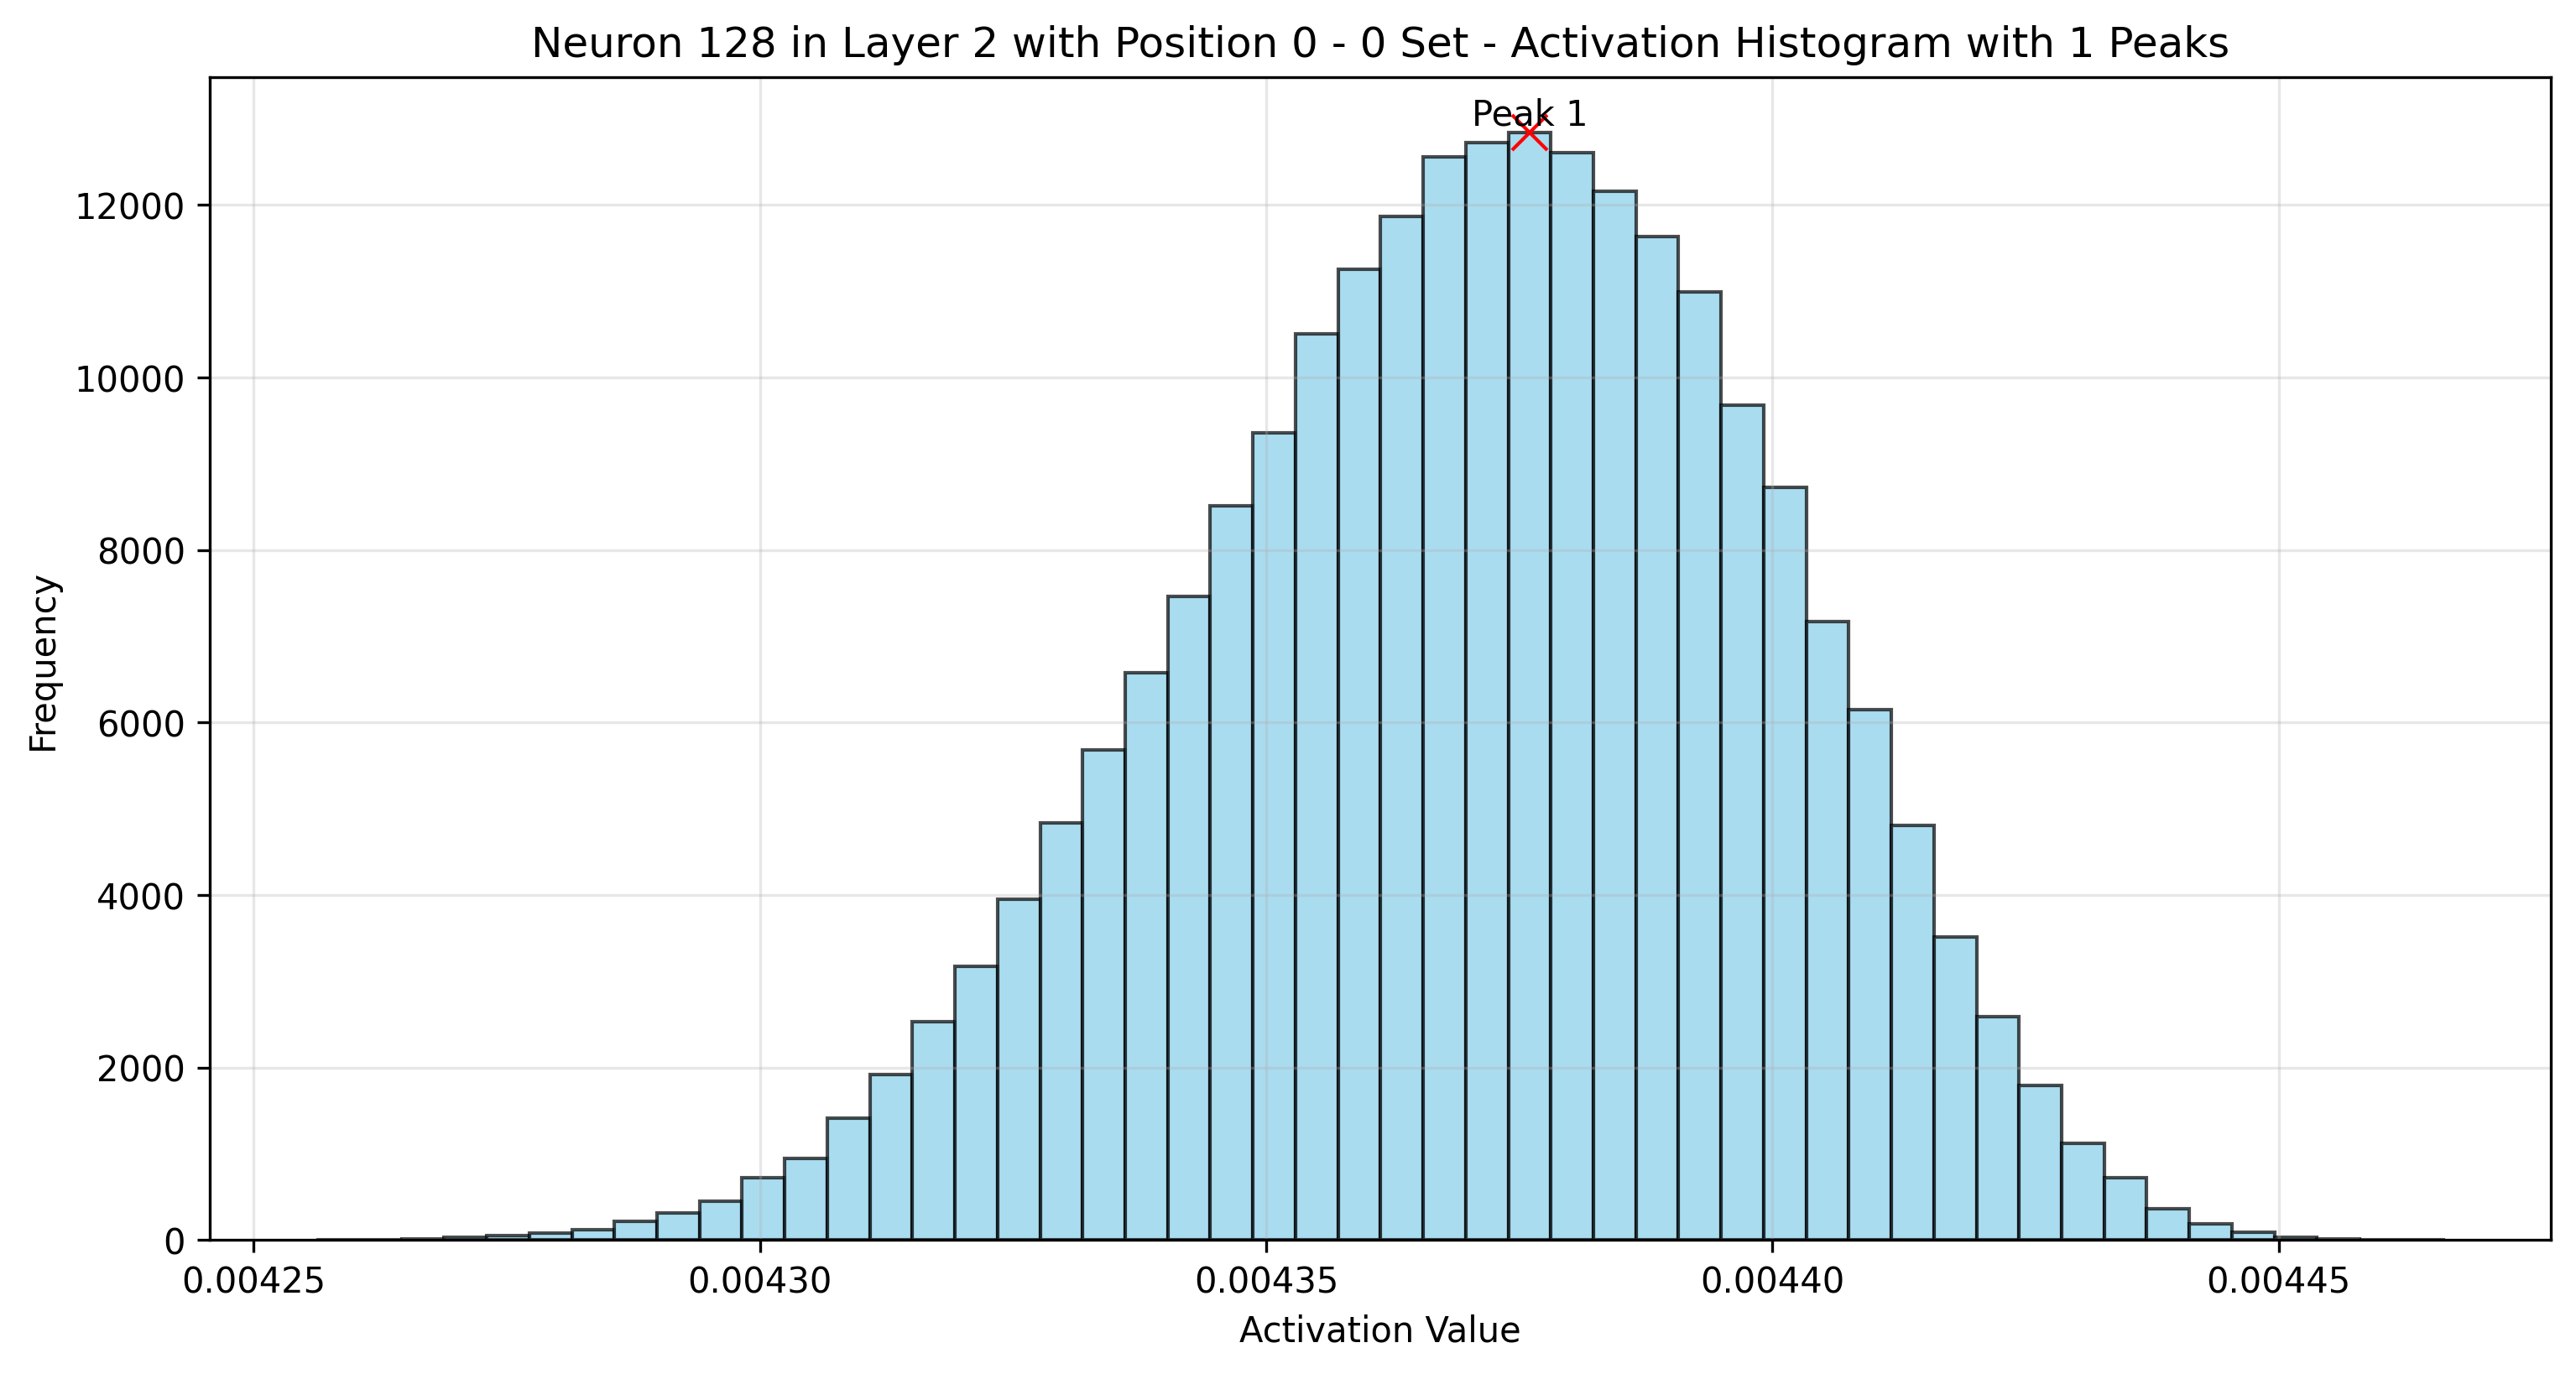 Neuron 128 in Layer 2 with Position 0 - 0 Set - Activation Histogram with 1 Peaks
Peak 1
12000
10000
8000
6000
4000
2000
0
Frequency
0.00425 0.00430 0.00435 0.00440 0.00445
Activation Value